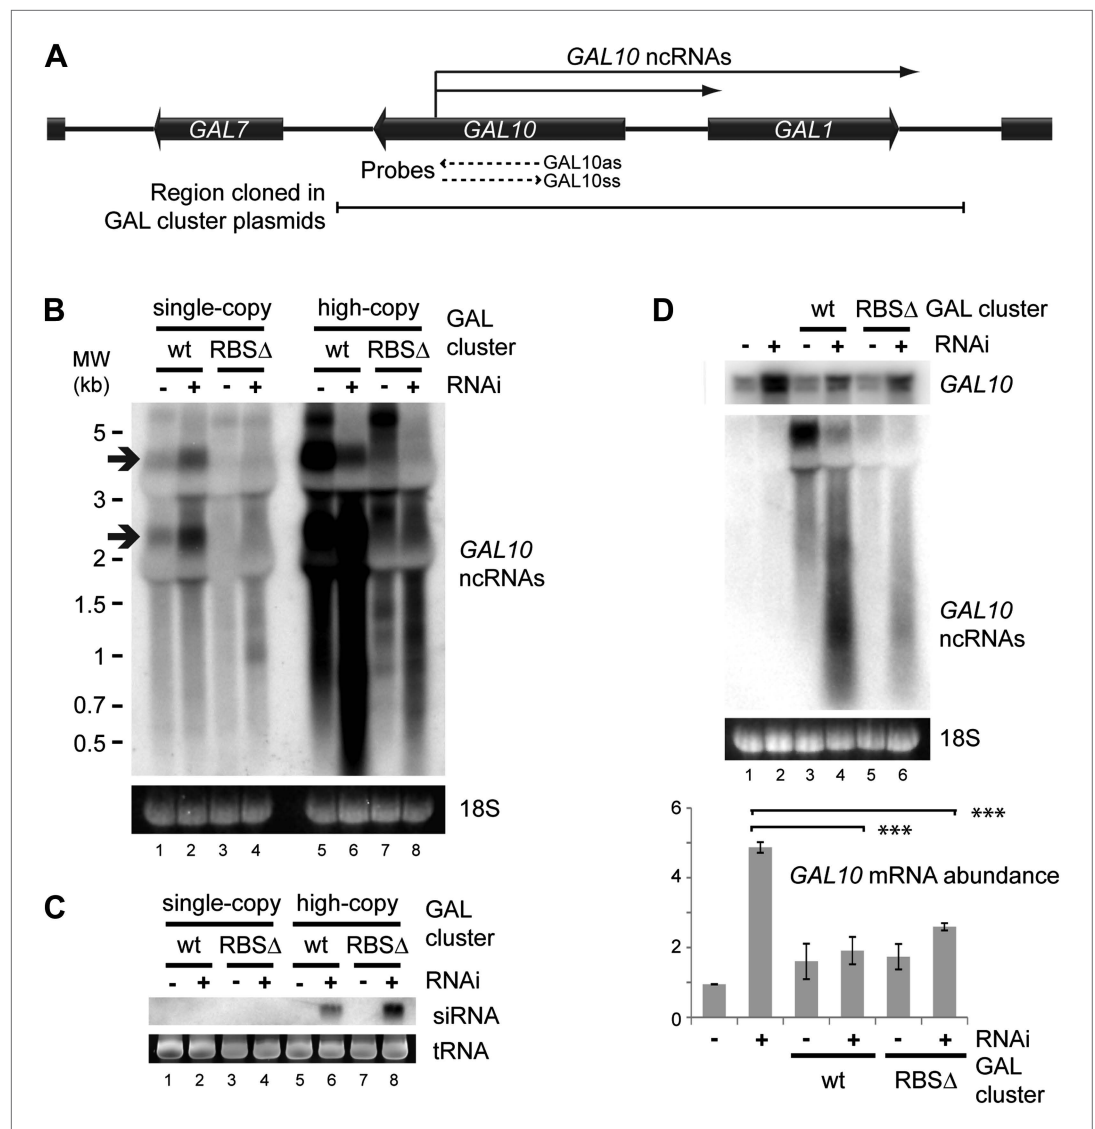 A
GAL10 ncRNAs
GAL7
GAL10
GAL1
Probes
GAL10as
GAL10ss
Region cloned in
GAL cluster plasmids
B
single-copy
high-copy
GAL
cluster
wt
RBSΔ
wt
RBSΔ
MW
(kb)
- + - + - + - + RNAi
5
3
2
1.5
1
0.7
0.5
GAL10
ncRNAs
18S
1 2 3 4 5 6 7 8
C
single-copy
high-copy
GAL
cluster
wt
RBSΔ
wt
RBSΔ
- + - + - + - + RNAi
siRNA
tRNA
1 2 3 4 5 6 7 8
D
wt
RBSΔ
GAL cluster
- + - + - + RNAi
GAL10
GAL10
ncRNAs
18S
1 2 3 4 5 6
6
4
2
0
***
***
GAL10 mRNA abundance
- + - + - + RNAi
wt
RBSΔ
GAL
cluster